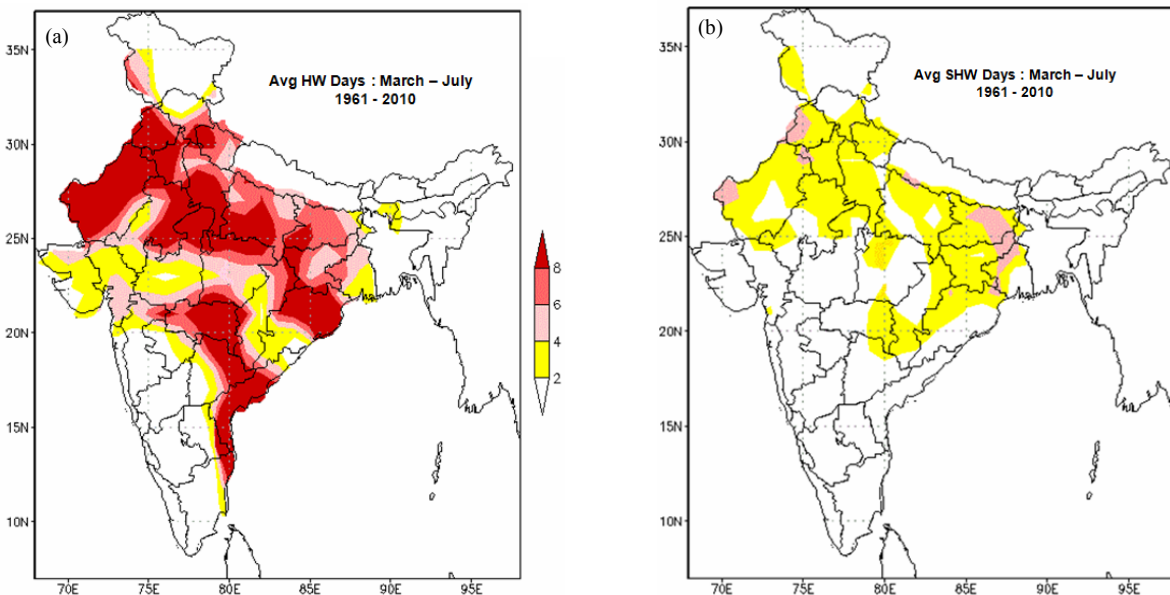 (a)
Avg HW Days : March – July
1961 - 2010
35N
30N
25N
20N
15N
10N
70E 75E 80E 85E 90E 95E
8
6
4
2
(b)
Avg SHW Days : March – July
1961 - 2010
35N
30N
25N
20N
15N
10N
70E 75E 80E 85E 90E 95E